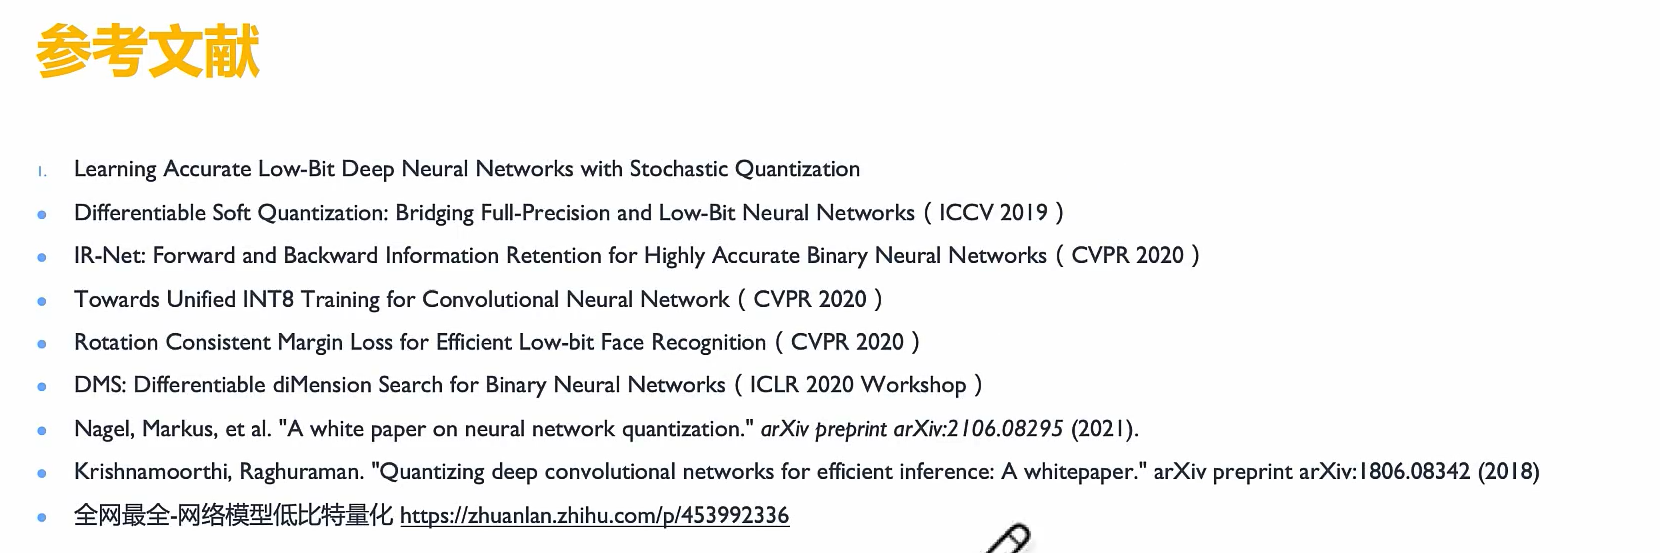 参考文献
1. Learning Accurate Low-Bit Deep Neural Networks with Stochastic Quantization
• Differentiable Soft Quantization: Bridging Full-Precision and Low-Bit Neural Networks（ICCV 2019）
• IR-Net: Forward and Backward Information Retention for Highly Accurate Binary Neural Networks（CVPR 2020）
• Towards Unified INT8 Training for Convolutional Neural Network（CVPR 2020）
• Rotation Consistent Margin Loss for Efficient Low-bit Face Recognition（CVPR 2020）
• DMS: Differentiable diMension Search for Binary Neural Networks（ICLR 2020 Workshop）
• Nagel, Markus, et al. "A white paper on neural network quantization." arXiv preprint arXiv:2106.08295 (2021).
• Krishnamoorthi, Raghuraman. "Quantizing deep convolutional networks for efficient inference: A whitepaper." arXiv preprint arXiv:1806.08342 (2018)
• 全网最全-网络模型低比特量化 https://zhuanlan.zhihu.com/p/453992336